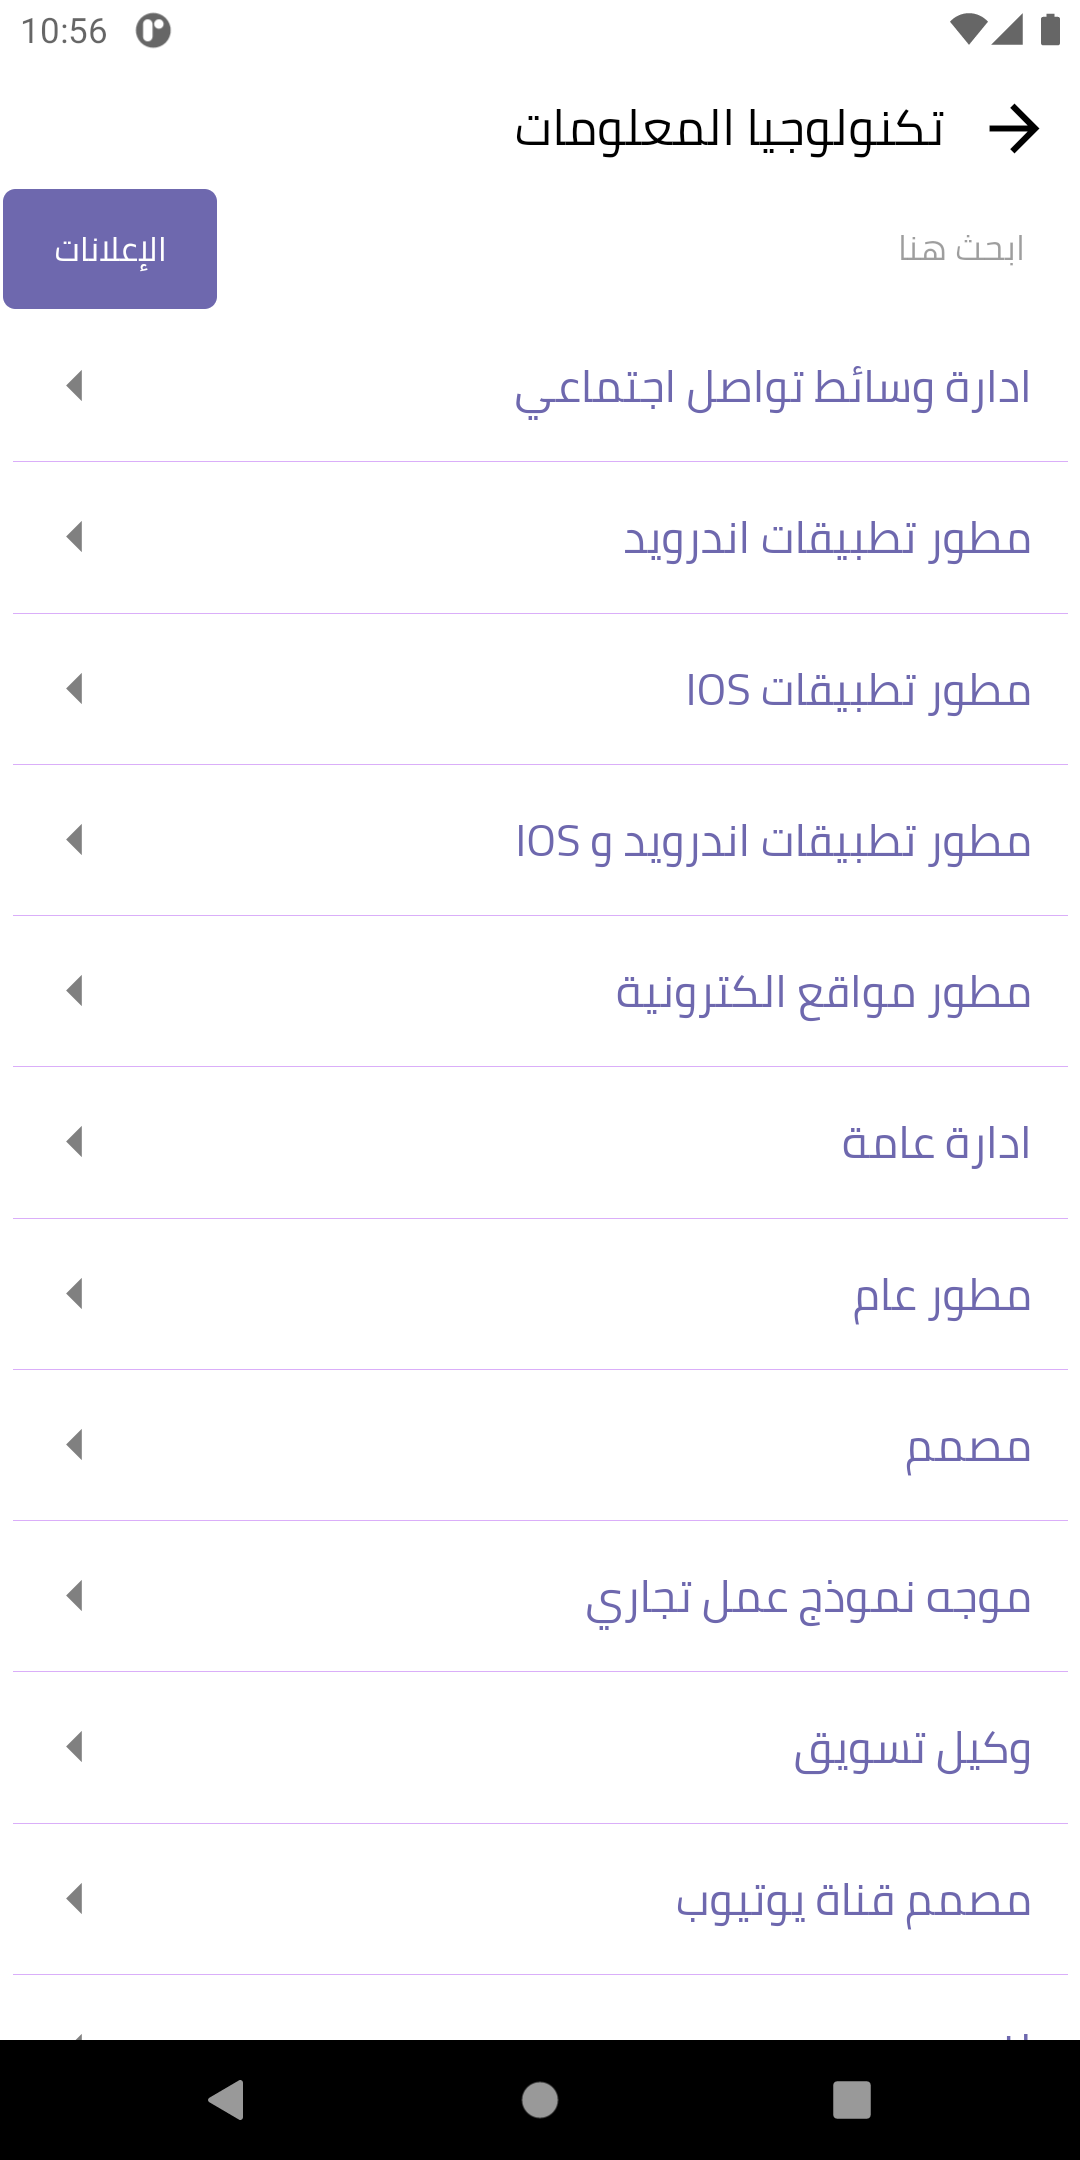 10:56
تكنولوجيا المعلومات
ابحث هنا
الإعلانات
ادارة وسائط تواصل اجتماعي
مطور تطبيقات اندرويد
مطور تطبيقات IOS
مطور تطبيقات اندرويد و IOS
مطور مواقع الكترونية
ادارة عامة
مطور عام
مصمم
موجه نموذج عمل تجاري
وكيل تسويق
مصمم قناة يوتيوب